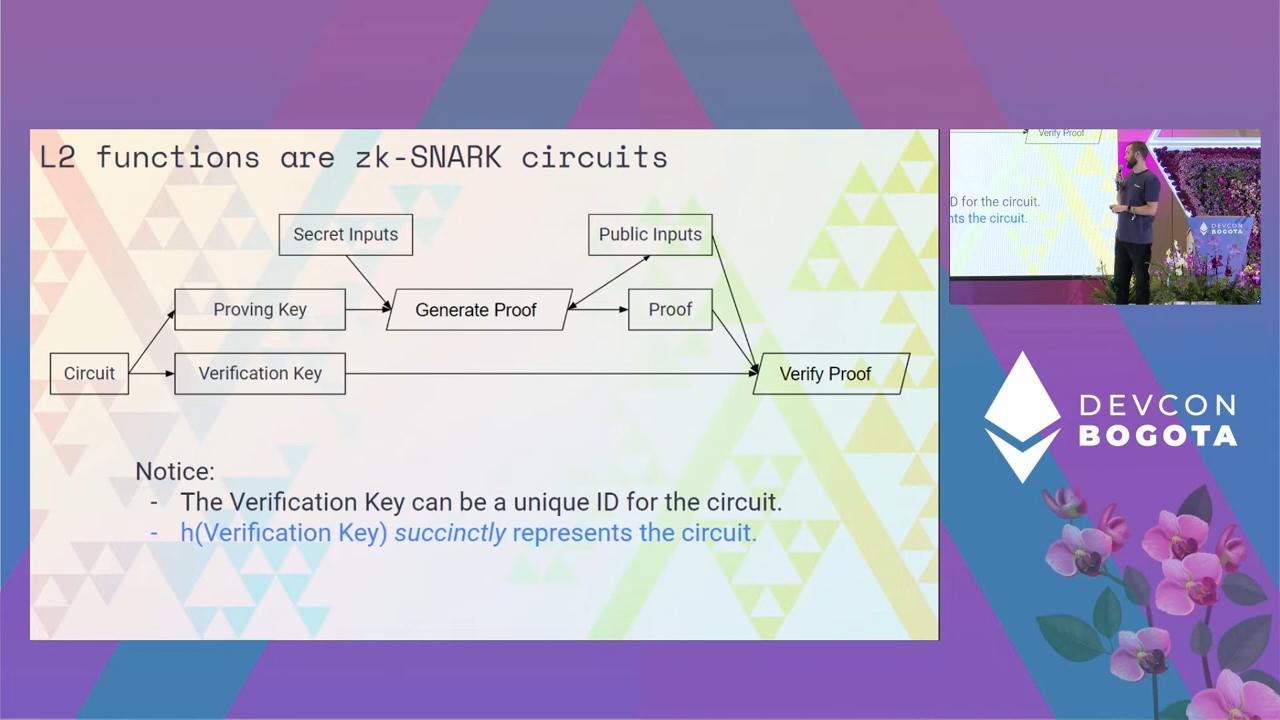 L2 functions are zk-SNARK circuits
Secret Inputs
Public Inputs
Proving Key
Generate Proof
Proof
Circuit
Verification Key
Verify Proof
Notice:
- The Verification Key can be a unique ID for the circuit.
- h(Verification Key) succinctly represents the circuit.
Verify Proof
D for the circuit.
nts the circuit.
DEVCON
BOGOTA
DEVCON
BOGOTA